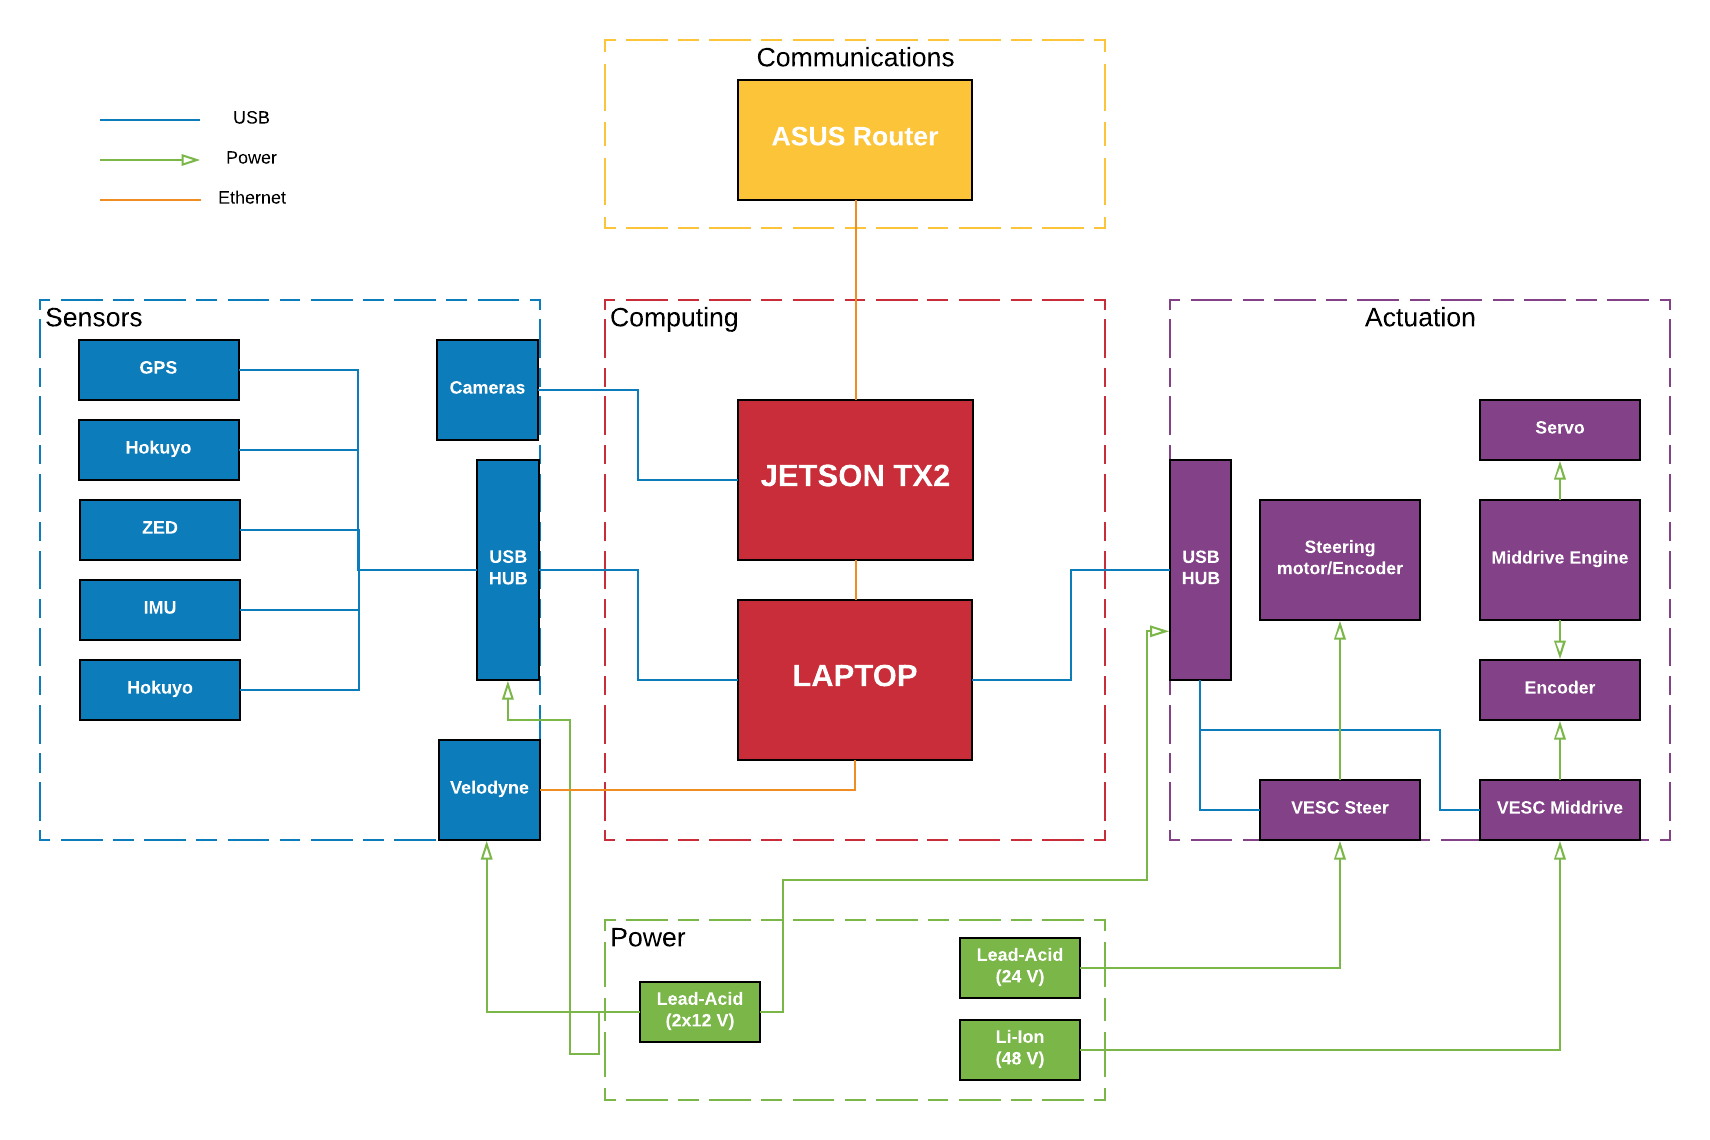 Communications
ASUS Router
USB
Power
Ethernet
Sensors
GPS
Hokuyo
ZED
IMU
Hokuyo
Cameras
USB
HUB
Velodyne
Computing
JETSON TX2
LAPTOP
Actuation
USB
HUB
Steering
motor/Encoder
Servo
Middrive Engine
Encoder
VESC Steer
VESC Middrive
Power
Lead-Acid
(2x12 V)
Lead-Acid
(24 V)
Li-Ion
(48 V)